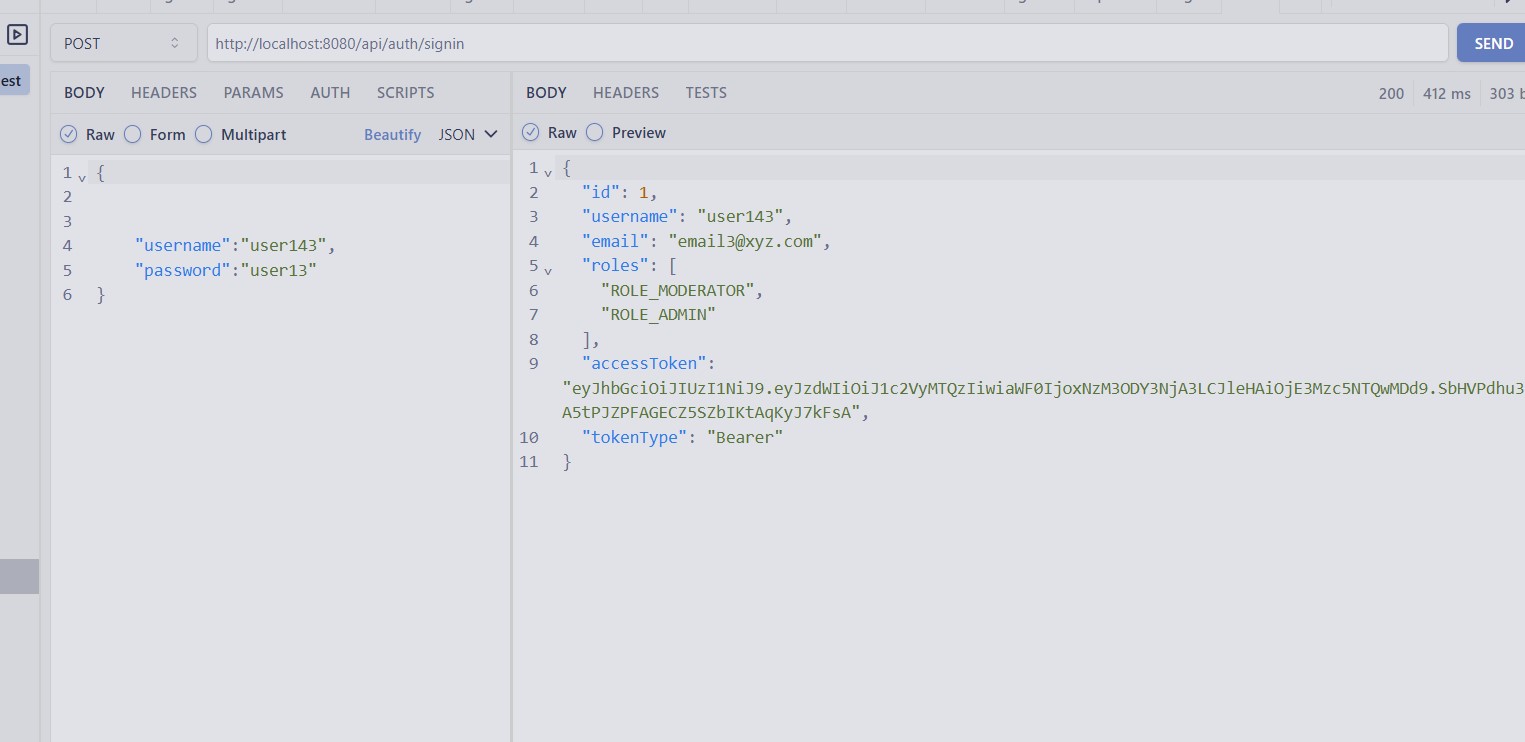 POST
http://localhost:8080/api/auth/signin
SEND
est
BODY HEADERS PARAMS AUTH SCRIPTS
Raw Form Multipart Beautify JSON
1 {
2
3
4 "username":"user143",
5 "password":"user13"
6 }
BODY HEADERS TESTS
200 412 ms 303 b
Raw Preview
1 {
2 "id": 1,
3 "username": "user143",
4 "email": "email3@xyz.com",
5 "roles": [
6 "ROLE_MODERATOR",
7 "ROLE_ADMIN"
8 ],
9 "accessToken":
"eyJhbGciOiJIUzI1NiJ9.eyJzdWIiOiJ1c2VyMTQzIiwiaWF0IjoxNzM3ODY3NjA3LCJleHAiOjE3Mzc5NTQwMDd9.SbHVPdhu3
A5tPJZPFAGECZ5SZbIKtAqKyJ7kFsA",
10 "tokenType": "Bearer"
11 }